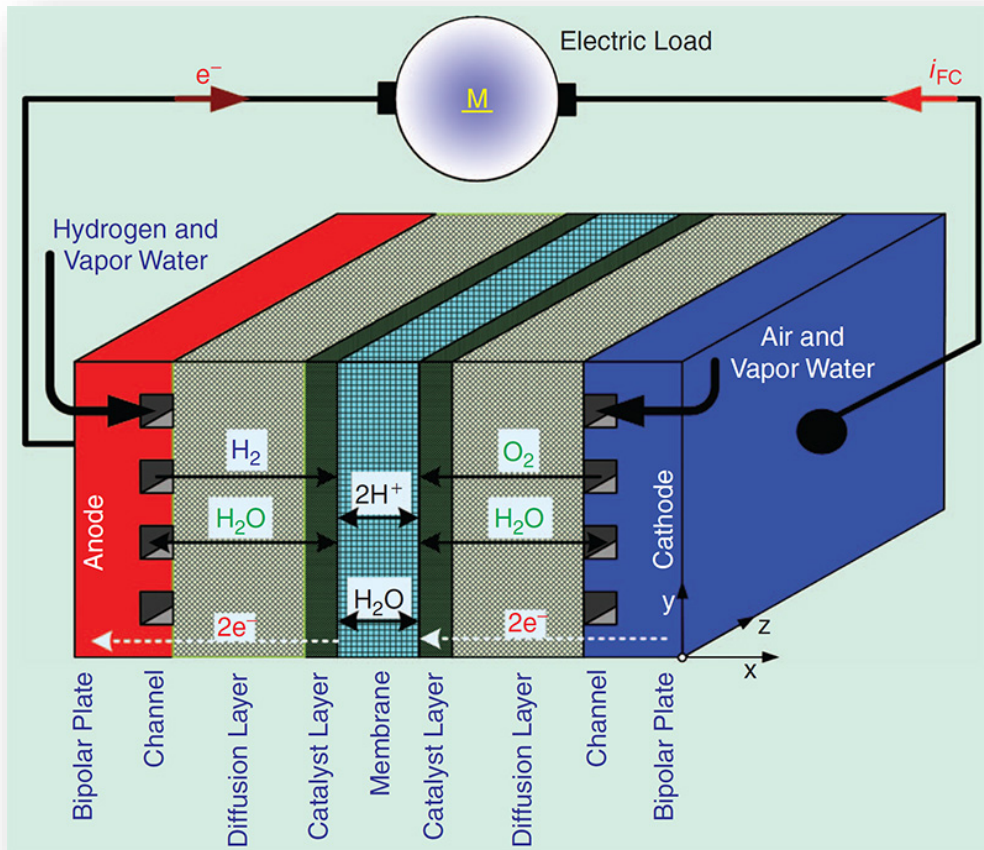 Electric Load
e⁻
M
i_FC
Hydrogen and
Vapor Water
Air and
Vapor Water
H₂
O₂
2H⁺
H₂O
H₂O
H₂O
Anode
Cathode
2e⁻
2e⁻
y
z
x
Bipolar Plate
Channel
Diffusion Layer
Catalyst Layer
Membrane
Catalyst Layer
Diffusion Layer
Channel
Bipolar Plate